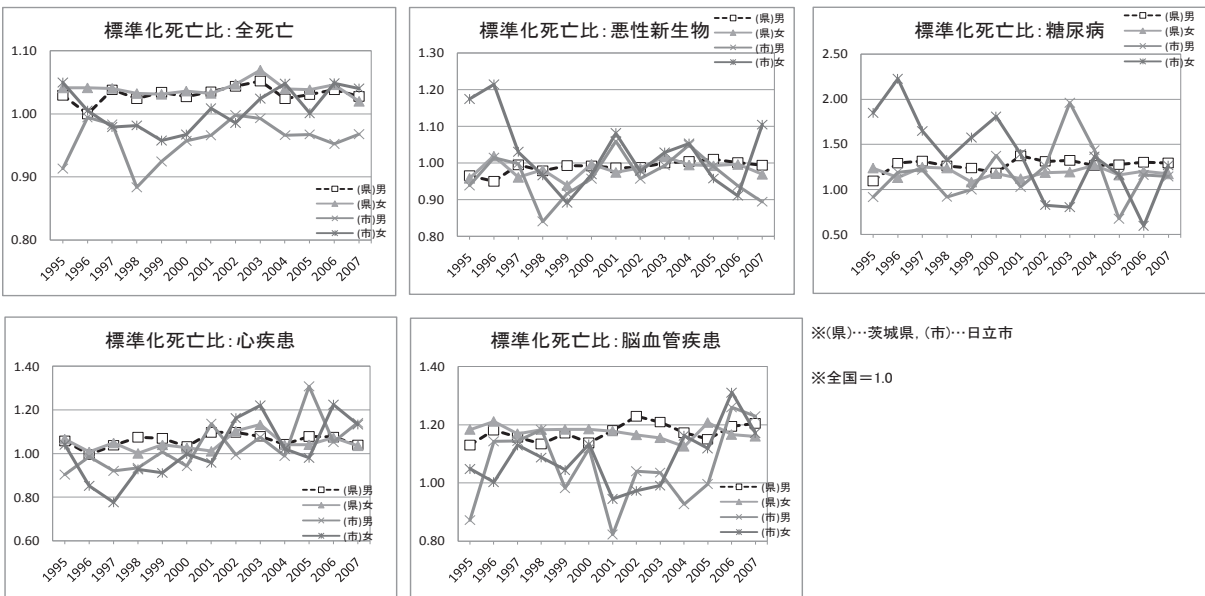 標準化死亡比：全死亡
1.10
1.00
0.90
0.80
(県)男
(県)女
(市)男
(市)女
1995 1996 1997 1998 1999 2000 2001 2002 2003 2004 2005 2006 2007
標準化死亡比：悪性新生物
(県)男
(県)女
(市)男
(市)女
1.30
1.20
1.10
1.00
0.90
0.80
1995 1996 1997 1998 1999 2000 2001 2002 2003 2004 2005 2006 2007
標準化死亡比：糖尿病
(県)男
(県)女
(市)男
(市)女
2.50
2.00
1.50
1.00
0.50
1995 1996 1997 1998 1999 2000 2001 2002 2003 2004 2005 2006 2007
標準化死亡比：心疾患
1.40
1.20
1.00
0.80
0.60
(県)男
(県)女
(市)男
(市)女
1995 1996 1997 1998 1999 2000 2001 2002 2003 2004 2005 2006 2007
標準化死亡比：脳血管疾患
1.40
1.20
1.00
0.80
(県)男
(県)女
(市)男
(市)女
1995 1996 1997 1998 1999 2000 2001 2002 2003 2004 2005 2006 2007
※(県)…茨城県，(市)…日立市
※全国＝1.0